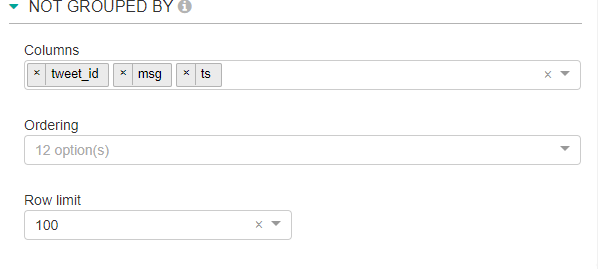 NOT GROUPED BY
Columns
× tweet_id × msg × ts
Ordering
12 option(s)
Row limit
100